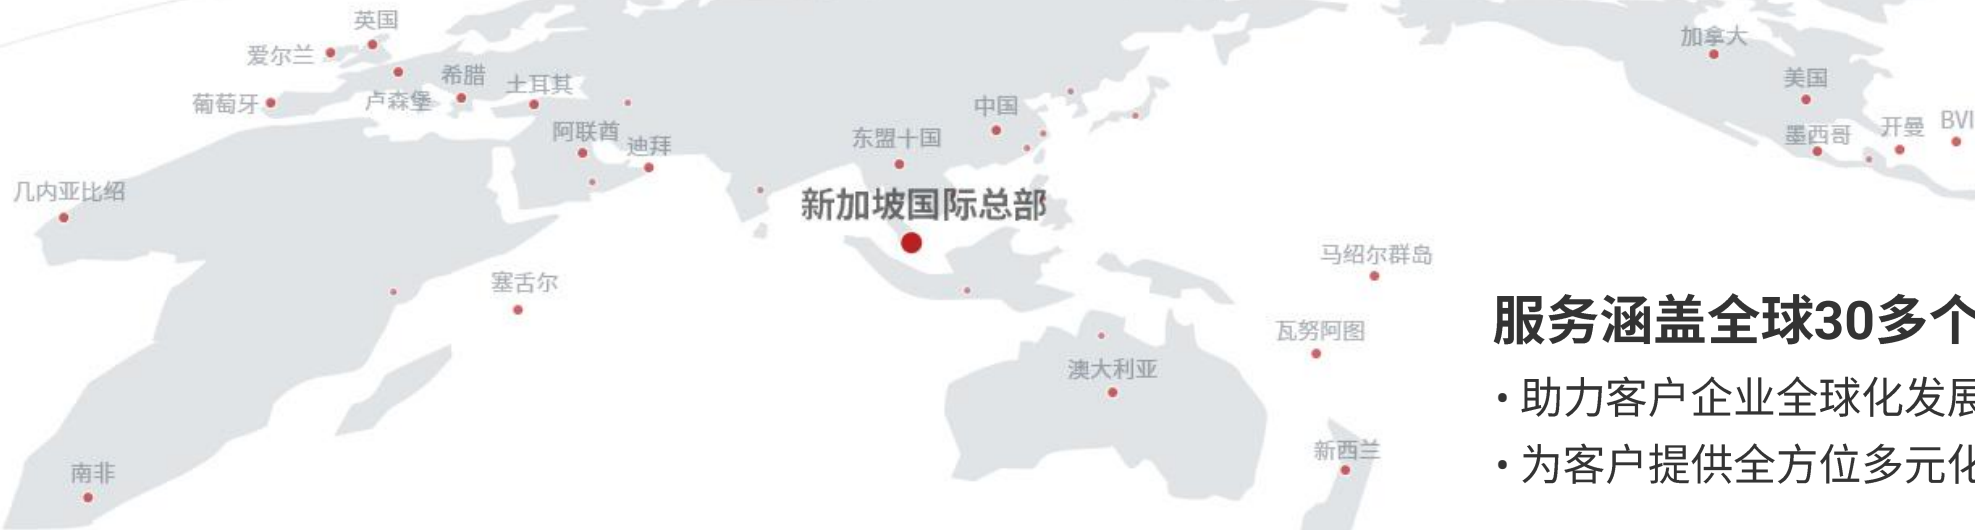 英国
爱尔兰
希腊
土耳其
葡萄牙
卢森堡
阿联酋
迪拜
几内亚比绍
塞舌尔
南非
中国
东盟十国
新加坡国际总部
澳大利亚
马绍尔群岛
瓦努阿图
新西兰
加拿大
美国
墨西哥
开曼
BVI
服务涵盖全球30多个
• 助力客户企业全球化发展
• 为客户提供全方位多元化